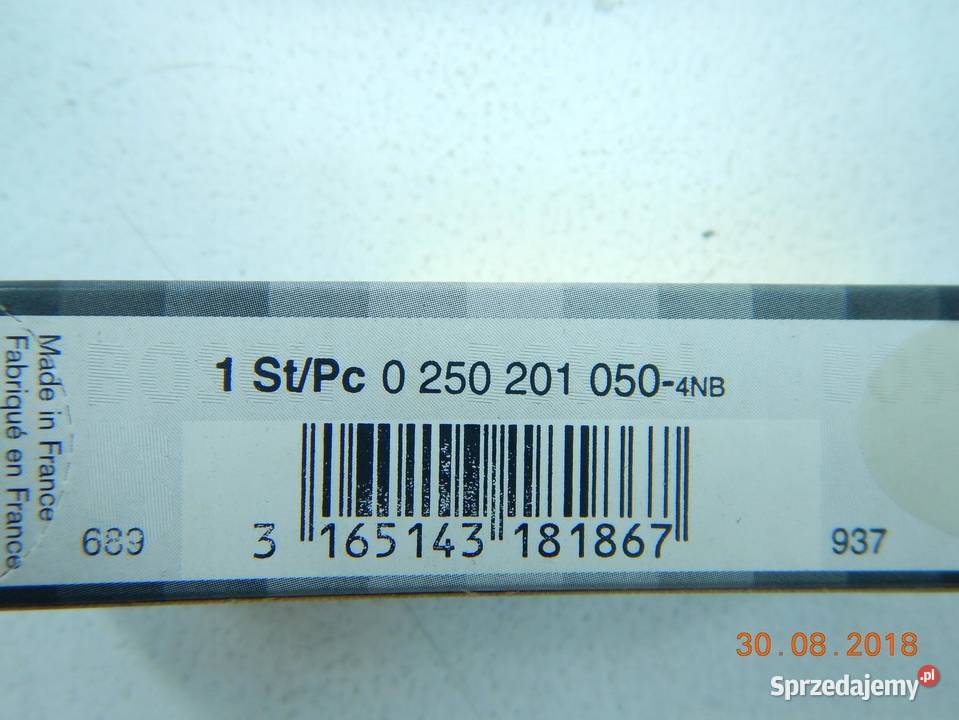 Made in France
Fabriqué en France
1 St/Pc 0 250 201 050-4NB
689
3 165143 181867
937
30.08.2018
Sprzedajemy.pl